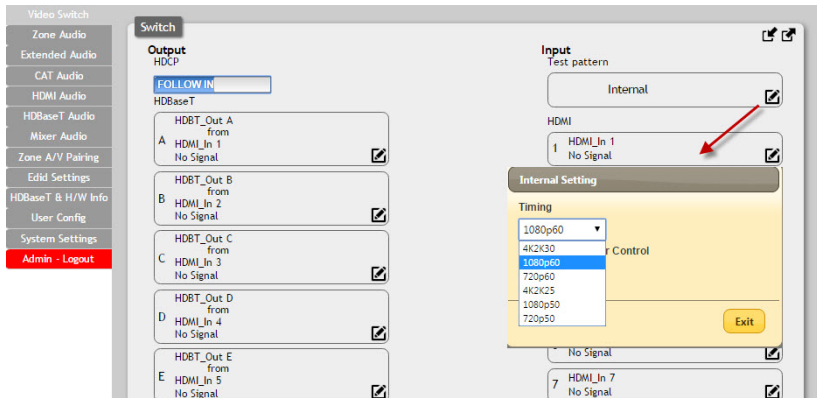 Video Switch
Zone Audio
Extended Audio
CAT Audio
HDMI Audio
HDBaseT Audio
Mixer Audio
Zone A/V Pairing
Edid Settings
HDBaseT & H/W Info
User Config
System Settings
Admin - Logout
Switch
Output
HDCP
FOLLOW IN
HDBaseT
A
HDBT_Out A
from
HDMI_In 1
No Signal
B
HDBT_Out B
from
HDMI_In 2
No Signal
C
HDBT_Out C
from
HDMI_In 3
No Signal
D
HDBT_Out D
from
HDMI_In 4
No Signal
E
HDBT_Out E
from
HDMI_In 5
No Signal
Input
Test pattern
Internal
HDMI
1
HDMI_In 1
No Signal
Internal Setting
Timing
1080p60
4K2K30
1080p60
720p60
4K2K25
1080p50
720p50
r Control
Exit
No Signal
7
HDMI_In 7
No Signal